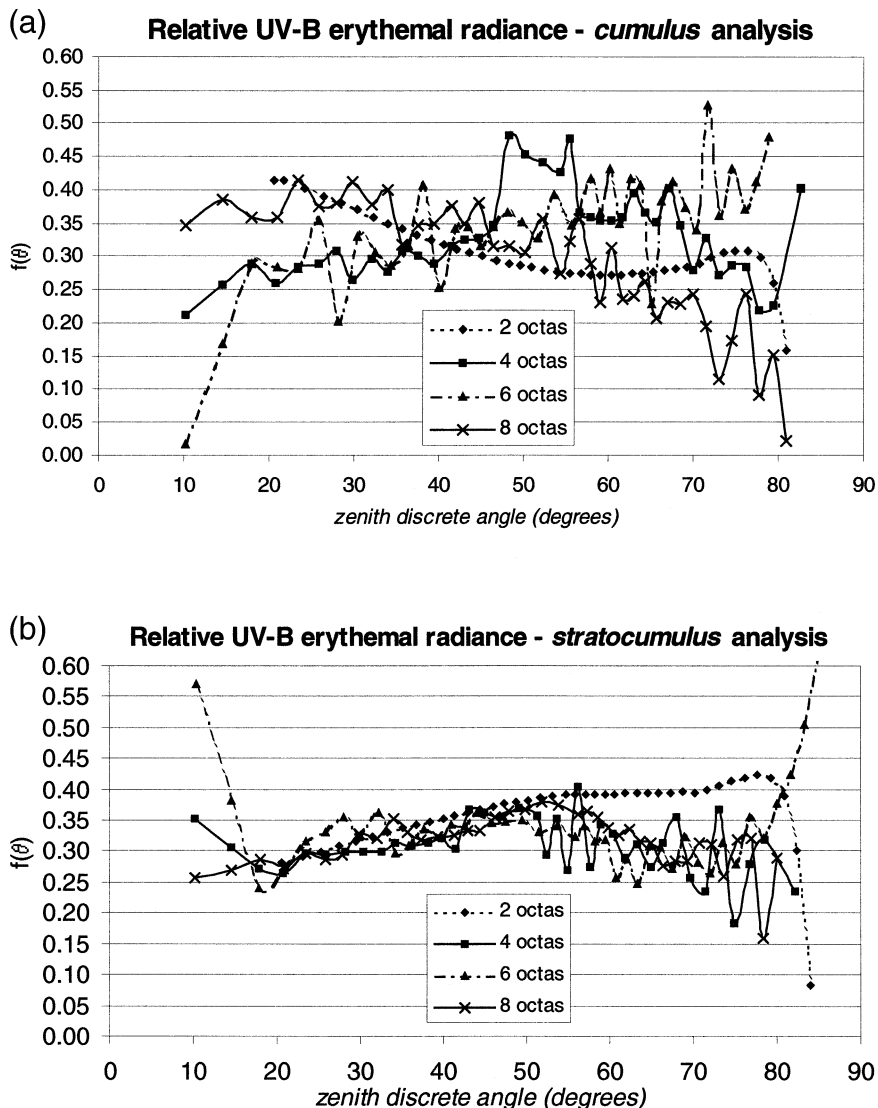 (a)
Relative UV-B erythemal radiance - cumulus analysis
0.60
0.55
0.50
0.45
0.40
0.35
0.30
0.25
0.20
0.15
0.10
0.05
0.00
f(θ)
2 octas
4 octas
6 octas
8 octas
0 10 20 30 40 50 60 70 80 90
zenith discrete angle (degrees)
(b)
Relative UV-B erythemal radiance - stratocumulus analysis
0.60
0.55
0.50
0.45
0.40
0.35
0.30
0.25
0.20
0.15
0.10
0.05
0.00
f(θ)
2 octas
4 octas
6 octas
8 octas
0 10 20 30 40 50 60 70 80 90
zenith discrete angle (degrees)